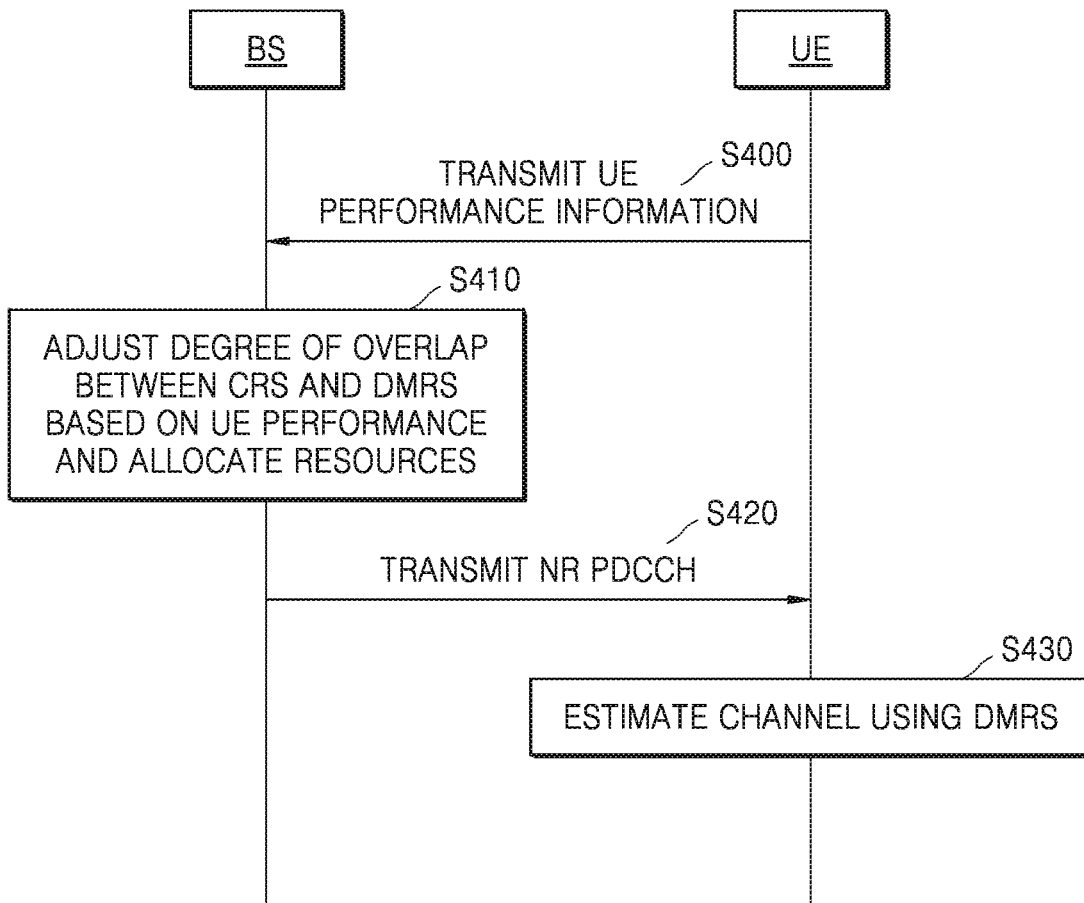 BS
UE
S400
TRANSMIT UE
PERFORMANCE INFORMATION
S410
ADJUST DEGREE OF OVERLAP
BETWEEN CRS AND DMRS
BASED ON UE PERFORMANCE
AND ALLOCATE RESOURCES
S420
TRANSMIT NR PDCCH
S430
ESTIMATE CHANNEL USING DMRS